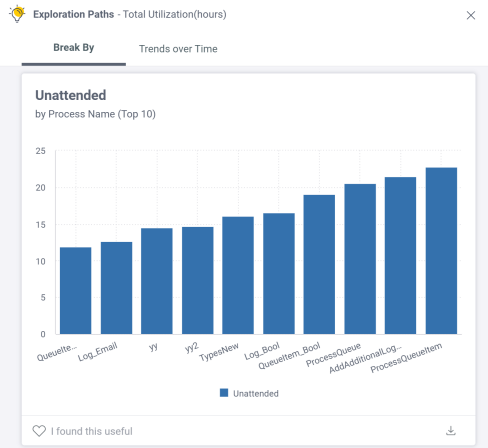 Exploration Paths - Total Utilization(hours)
Break By
Trends over Time
Unattended
by Process Name (Top 10)
25
20
15
10
5
0
QueueIte...
Log_Email
yy
yy2
TypesNew
Log_Bool
QueueItem_Bool
ProcessQueue
AddAdditionalLog...
ProcessQueueItem
Unattended
I found this useful